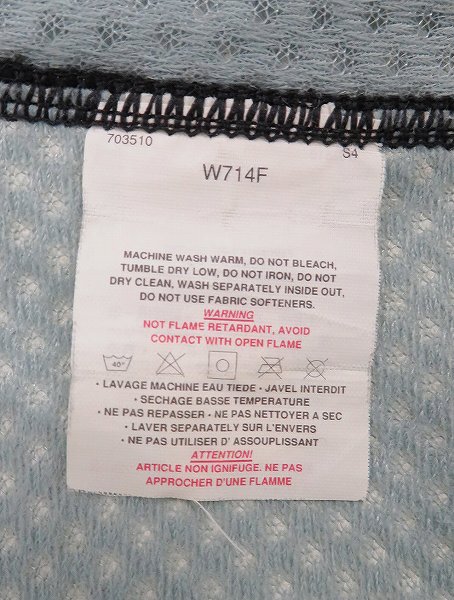 703510
S4
W714F
MACHINE WASH WARM, DO NOT BLEACH,
TUMBLE DRY LOW, DO NOT IRON, DO NOT
DRY CLEAN, WASH SEPARATELY INSIDE OUT,
DO NOT USE FABRIC SOFTENERS.
WARNING
NOT FLAME RETARDANT, AVOID
CONTACT WITH OPEN FLAME
40°
• LAVAGE MACHINE EAU TIEDE • JAVEL INTERDIT
• SECHAGE BASSE TEMPERATURE
• NE PAS REPASSER • NE PAS NETTOYER A SEC
• LAVER SEPARATELY SUR L'ENVERS
• NE PAS UTILISER D' ASSOUPLISSANT
ATTENTION!
ARTICLE NON IGNIFUGE. NE PAS
APPROCHER D'UNE FLAMME